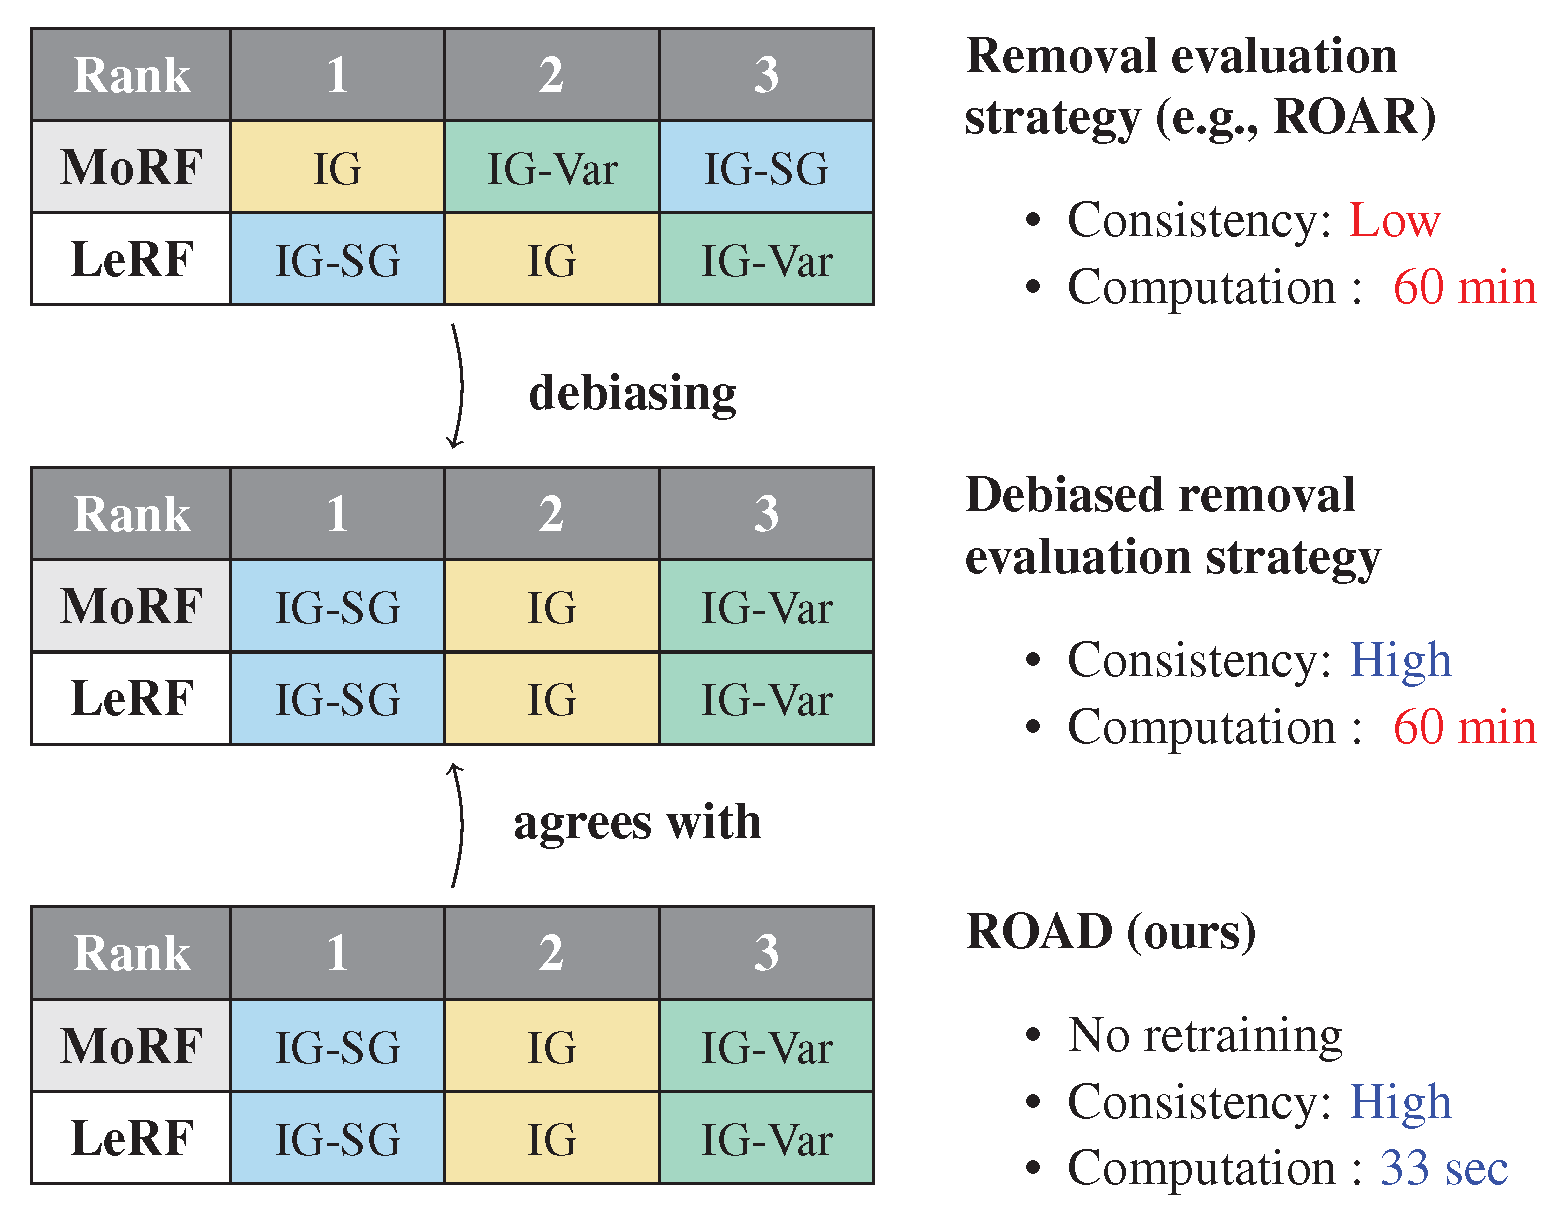 Rank 1 2 3
MoRF IG IG-Var IG-SG
LeRF IG-SG IG IG-Var
Removal evaluation
strategy (e.g., ROAR)
• Consistency: Low
• Computation : 60 min
debiasing
Rank 1 2 3
MoRF IG-SG IG IG-Var
LeRF IG-SG IG IG-Var
Debiased removal
evaluation strategy
• Consistency: High
• Computation : 60 min
agrees with
Rank 1 2 3
MoRF IG-SG IG IG-Var
LeRF IG-SG IG IG-Var
ROAD (ours)
• No retraining
• Consistency: High
• Computation : 33 sec